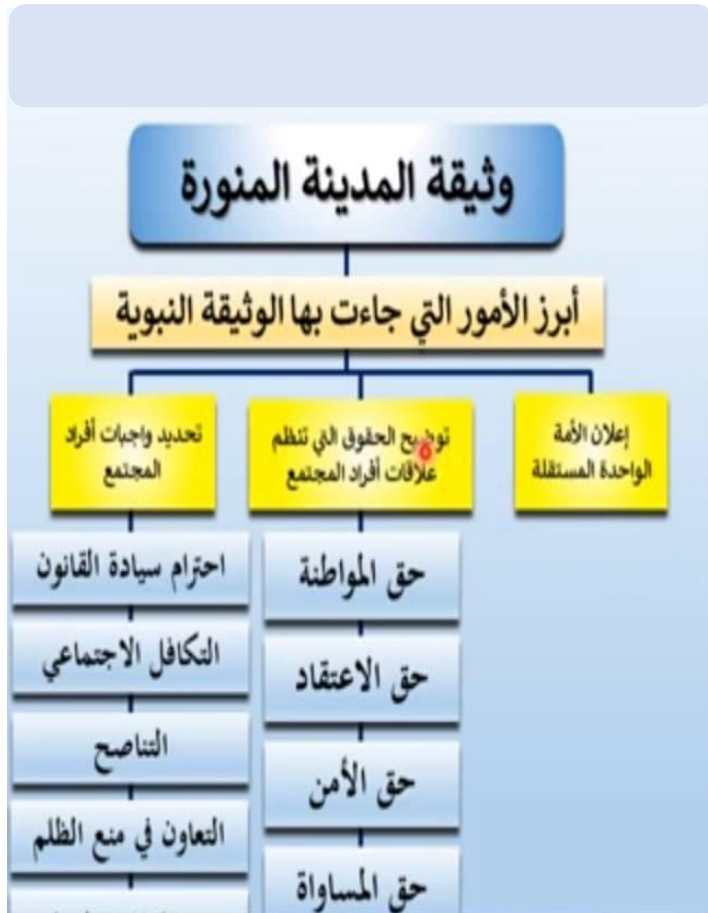 وثيقة المدينة المنورة
أبرز الأمور التي جاءت بها الوثيقة النبوية
إعلان الأمة
الواحدة المستقلة
توضيح الحقوق التي تنظم
علاقات أفراد المجتمع
حق المواطنة
حق الاعتقاد
حق الأمن
حق المساواة
تحديد واجبات أفراد
المجتمع
احترام سيادة القانون
التكافل الاجتماعي
التناصح
التعاون في منع الظلم